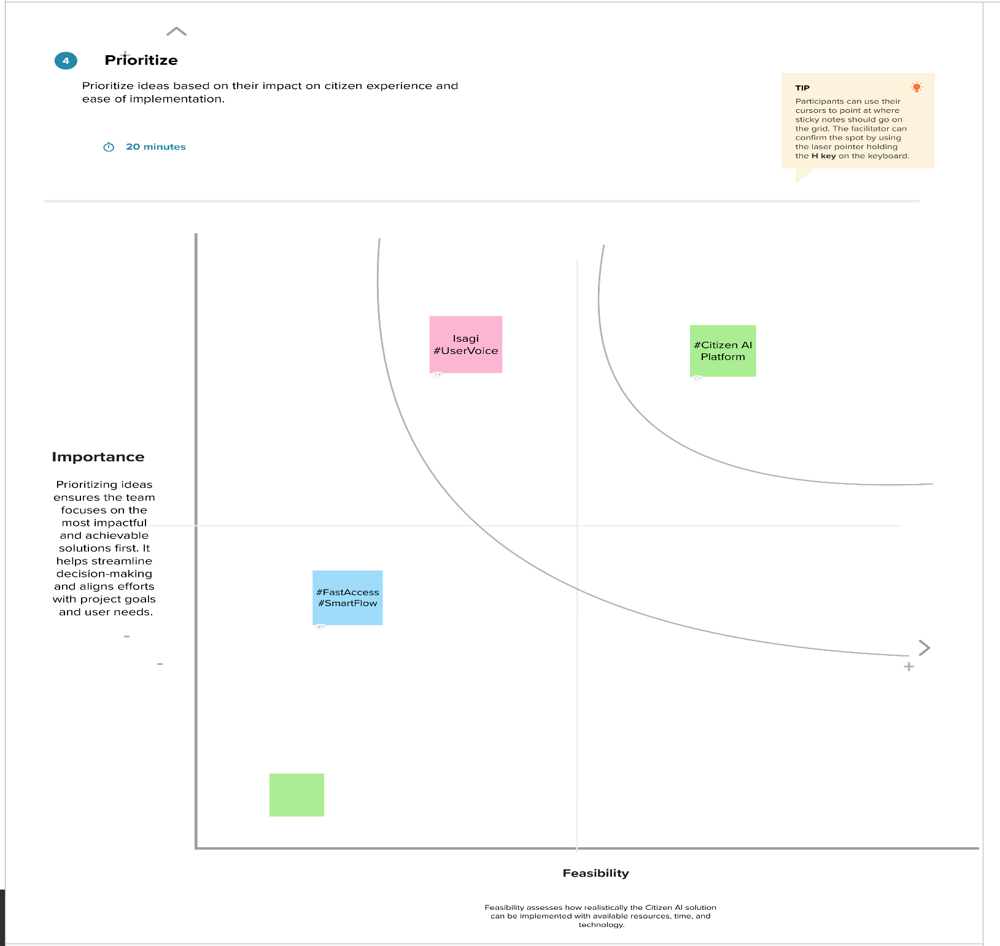 4
Prioritize
+
Prioritize ideas based on their impact on citizen experience and
ease of implementation.
20 minutes
TIP
Participants can use their
cursors to point at where
sticky notes should go on
the grid. The facilitator can
confirm the spot by using
the laser pointer holding
the H key on the keyboard.
Isagi
#UserVoice
#Citizen AI
Platform
Importance
Prioritizing ideas
ensures the team
focuses on the
most impactful
and achievable
solutions first. It
helps streamline
decision-making
and aligns efforts
with project goals
and user needs.
-
-
#FastAccess
#SmartFlow
+
Feasibility
Feasibility assesses how realistically the Citizen AI solution
can be implemented with available resources, time, and
technology.